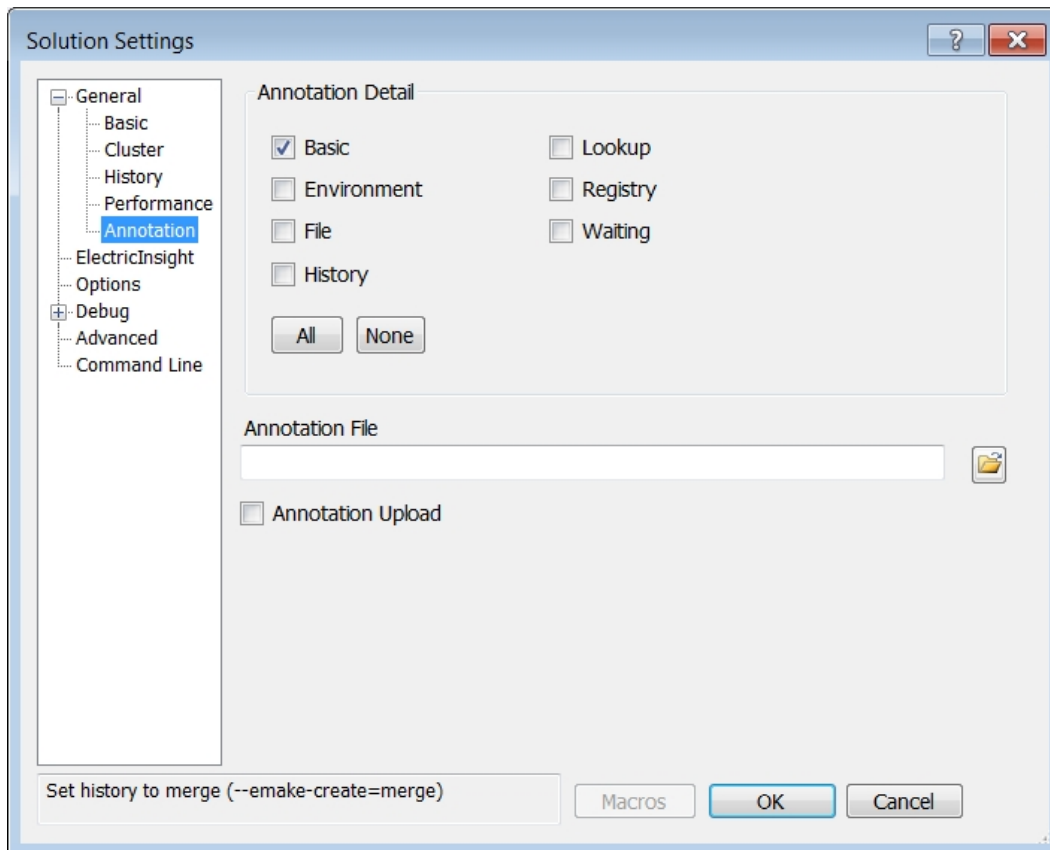 Solution Settings
General
Basic
Cluster
History
Performance
Annotation
ElectricInsight
Options
Debug
Advanced
Command Line
Annotation Detail
Basic Lookup
Environment Registry
File Waiting
History
All None
Annotation File
Annotation Upload
Set history to merge (--emake-create=merge)
Macros OK Cancel